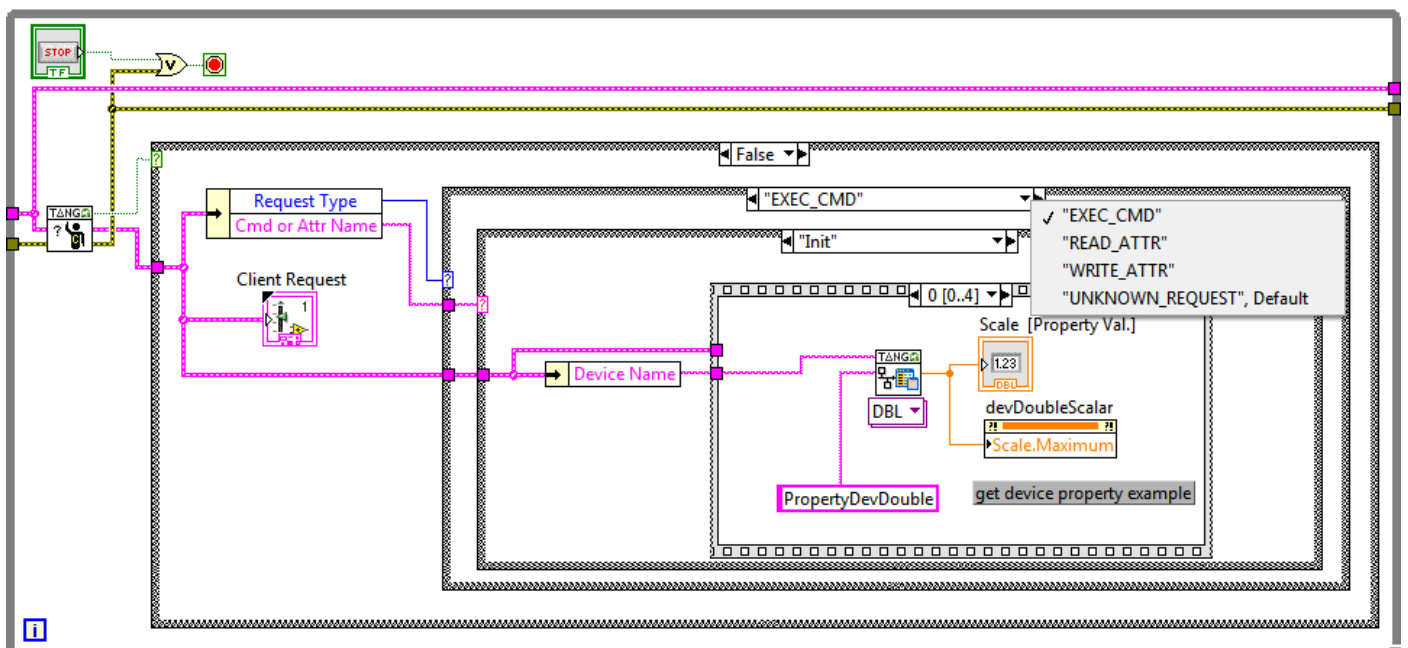 STOP
TF
V
False
?
"EXEC_CMD"
"EXEC_CMD"
"READ_ATTR"
"WRITE_ATTR"
"UNKNOWN_REQUEST", Default
Request Type
Cmd or Attr Name
TANGO
?
"Init"
Client Request
1
?
?
0 [0..4]
Scale [Property Val.]
TANGO
1.23
DBL
Device Name
DBL
devDoubleScalar
?! ?!
Scale.Maximum
PropertyDevDouble
get device property example
i